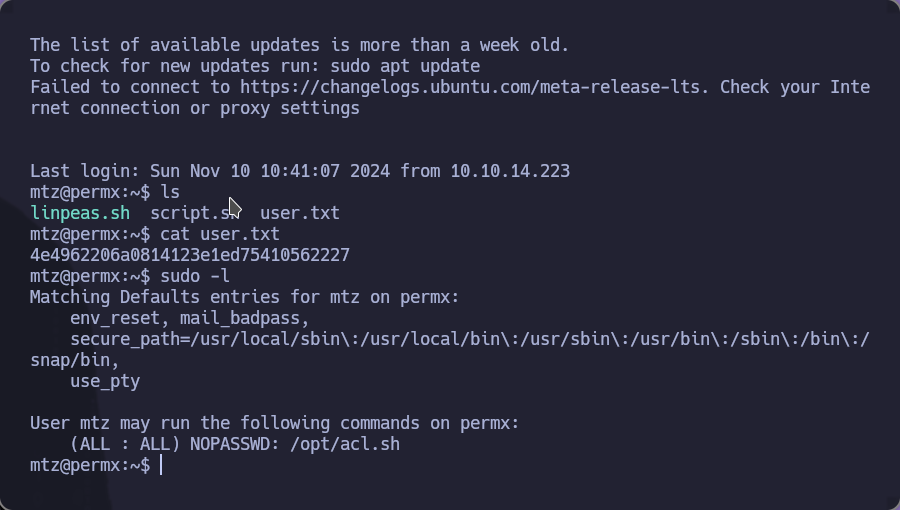 The list of available updates is more than a week old.
To check for new updates run: sudo apt update
Failed to connect to https://changelogs.ubuntu.com/meta-release-lts. Check your Inte
rnet connection or proxy settings
Last login: Sun Nov 10 10:41:07 2024 from 10.10.14.223
mtz@permx:~$ ls
linpeas.sh  script.sh  user.txt
mtz@permx:~$ cat user.txt
4e4962206a0814123e1ed75410562227
mtz@permx:~$ sudo -l
Matching Defaults entries for mtz on permx:
    env_reset, mail_badpass,
    secure_path=/usr/local/sbin\:/usr/local/bin\:/usr/sbin\:/usr/bin\:/sbin\:/bin\:/
snap/bin,
    use_pty
User mtz may run the following commands on permx:
    (ALL : ALL) NOPASSWD: /opt/acl.sh
mtz@permx:~$